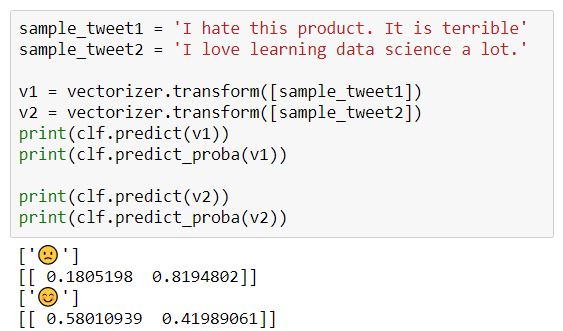 sample_tweet1 = 'I hate this product. It is terrible'
sample_tweet2 = 'I love learning data science a lot.'
v1 = vectorizer.transform([sample_tweet1])
v2 = vectorizer.transform([sample_tweet2])
print(clf.predict(v1))
print(clf.predict_proba(v1))
print(clf.predict(v2))
print(clf.predict_proba(v2))
['🙁']
[[ 0.1805198  0.8194802]]
['😊']
[[ 0.58010939  0.41989061]]